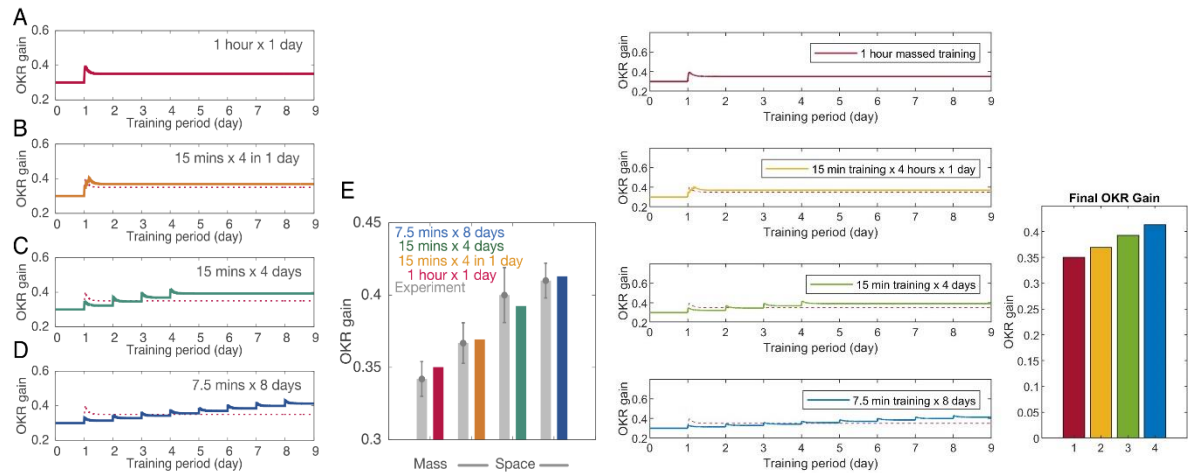 A
0.6
0.4
0.2
OKR gain
1 hour x 1 day
0 1 2 3 4 5 6 7 8 9
Training period (day)
B
0.6
0.4
0.2
OKR gain
15 mins x 4 in 1 day
0 1 2 3 4 5 6 7 8 9
Training period (day)
C
0.6
0.4
0.2
OKR gain
15 mins x 4 days
0 1 2 3 4 5 6 7 8 9
Training period (day)
D
0.6
0.4
0.2
OKR gain
7.5 mins x 8 days
0 1 2 3 4 5 6 7 8 9
Training period (day)
E
0.45
0.4
0.35
0.3
OKR gain
7.5 mins x 8 days
15 mins x 4 days
15 mins x 4 in 1 day
1 hour x 1 day
Experiment
Mass Space
0.6
0.4
0.2
OKR gain
1 hour massed training
0 1 2 3 4 5 6 7 8 9
Training period (day)
0.6
0.4
0.2
OKR gain
15 min training x 4 hours x 1 day
0 1 2 3 4 5 6 7 8 9
Training period (day)
0.6
0.4
0.2
OKR gain
15 min training x 4 days
0 1 2 3 4 5 6 7 8 9
Training period (day)
0.6
0.4
0.2
OKR gain
7.5 min training x 8 days
0 1 2 3 4 5 6 7 8 9
Training period (day)
Final OKR Gain
0.4
0.35
0.3
0.25
0.2
0.15
0.1
0.05
0
OKR gain
1 2 3 4